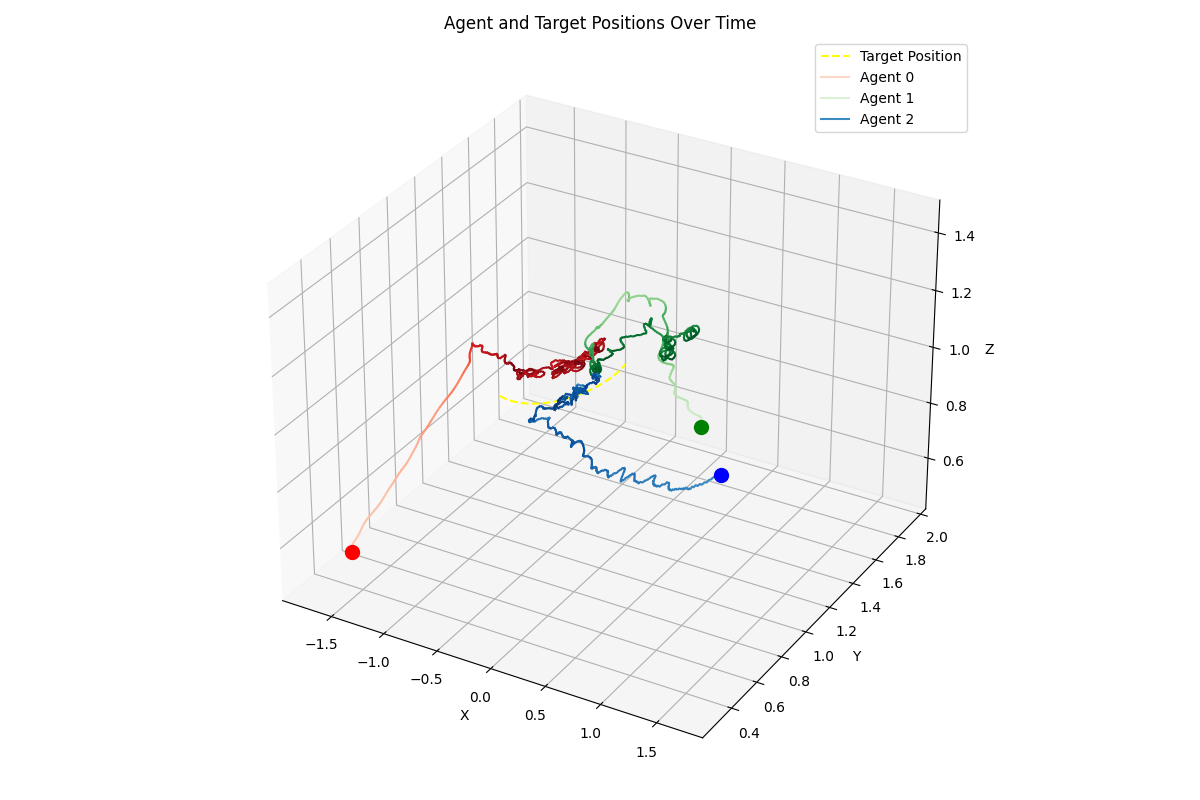 Agent and Target Positions Over Time
Target Position
Agent 0
Agent 1
Agent 2
1.4
1.2
1.0
0.8
0.6
Z
2.0
1.8
1.6
1.4
1.2
1.0
0.8
0.6
0.4
Y
−1.5
−1.0
−0.5
0.0
0.5
1.0
1.5
X